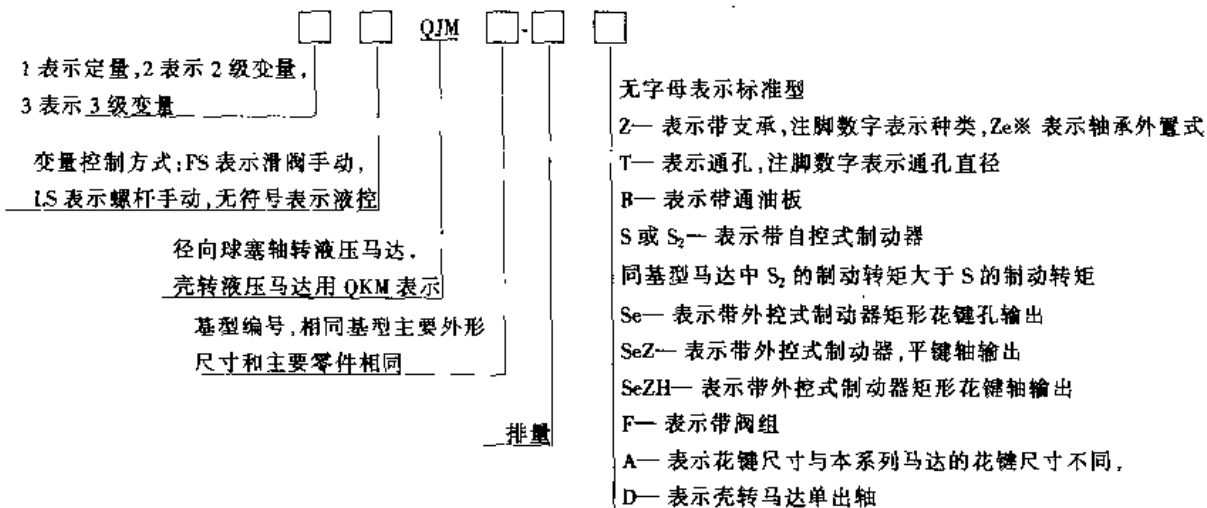 QJM - 
1 表示定量,2 表示 2 级变量,
3 表示 3 级变量
变量控制方式:FS 表示滑阀手动,
LS 表示螺杆手动,无符号表示液控
径向球塞轴转液压马达.
壳转液压马达用 QKM 表示
基型编号,相同基型主要外形
尺寸和主要零件相同
排量
无字母表示标准型
Z— 表示带支承,注脚数字表示种类,Ze※ 表示轴承外置式
T— 表示通孔,注脚数字表示通孔直径
B— 表示带通油板
S 或 S₂— 表示带自控式制动器
同基型马达中 S₂ 的制动转矩大于 S 的制动转矩
Se— 表示带外控式制动器矩形花键孔输出
SeZ— 表示带外控式制动器,平键轴输出
SeZH— 表示带外控式制动器矩形花键轴输出
F— 表示带阀组
A— 表示花键尺寸与本系列马达的花键尺寸不同,
D— 表示壳转马达单出轴